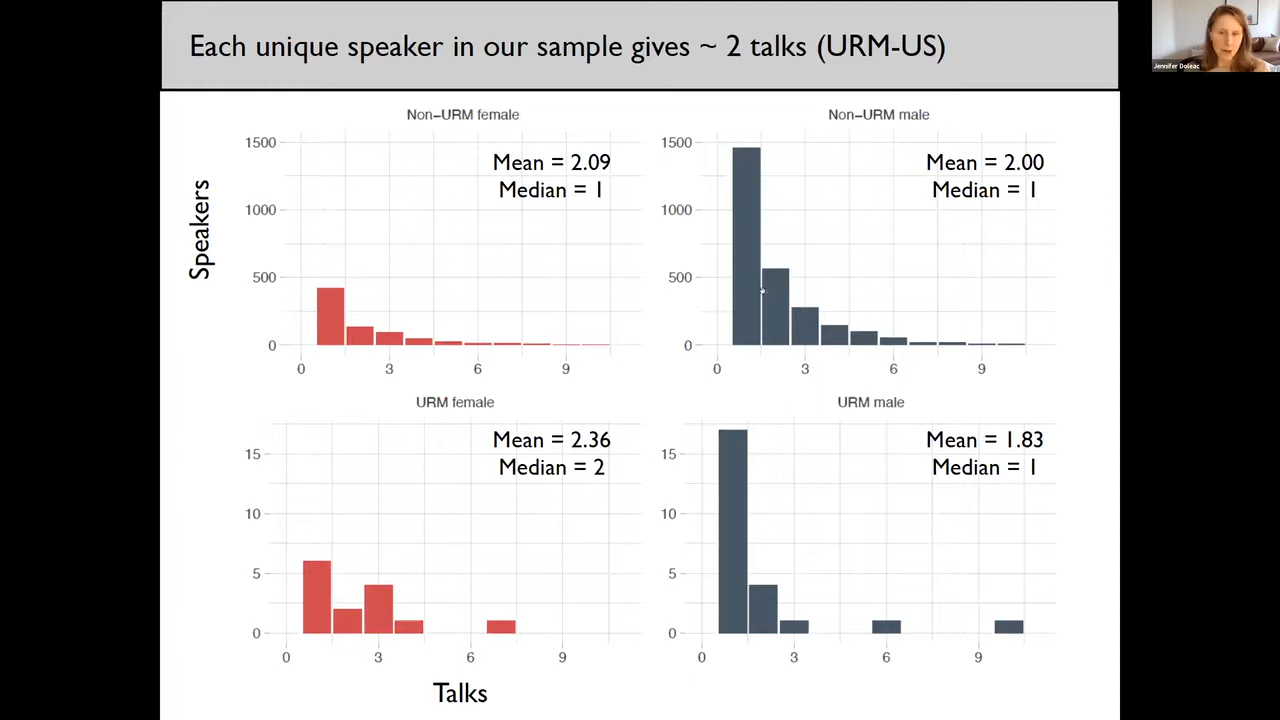 Each unique speaker in our sample gives ~ 2 talks (URM-US)
Jennifer Doleac
Non-URM female
Non-URM male
Speakers
1500
1000
500
0
Mean = 2.09
Median = 1
0 3 6 9
1500
1000
500
0
Mean = 2.00
Median = 1
0 3 6 9
URM female
URM male
15
10
5
0
Mean = 2.36
Median = 2
0 3 6 9
15
10
5
0
Mean = 1.83
Median = 1
0 3 6 9
Talks